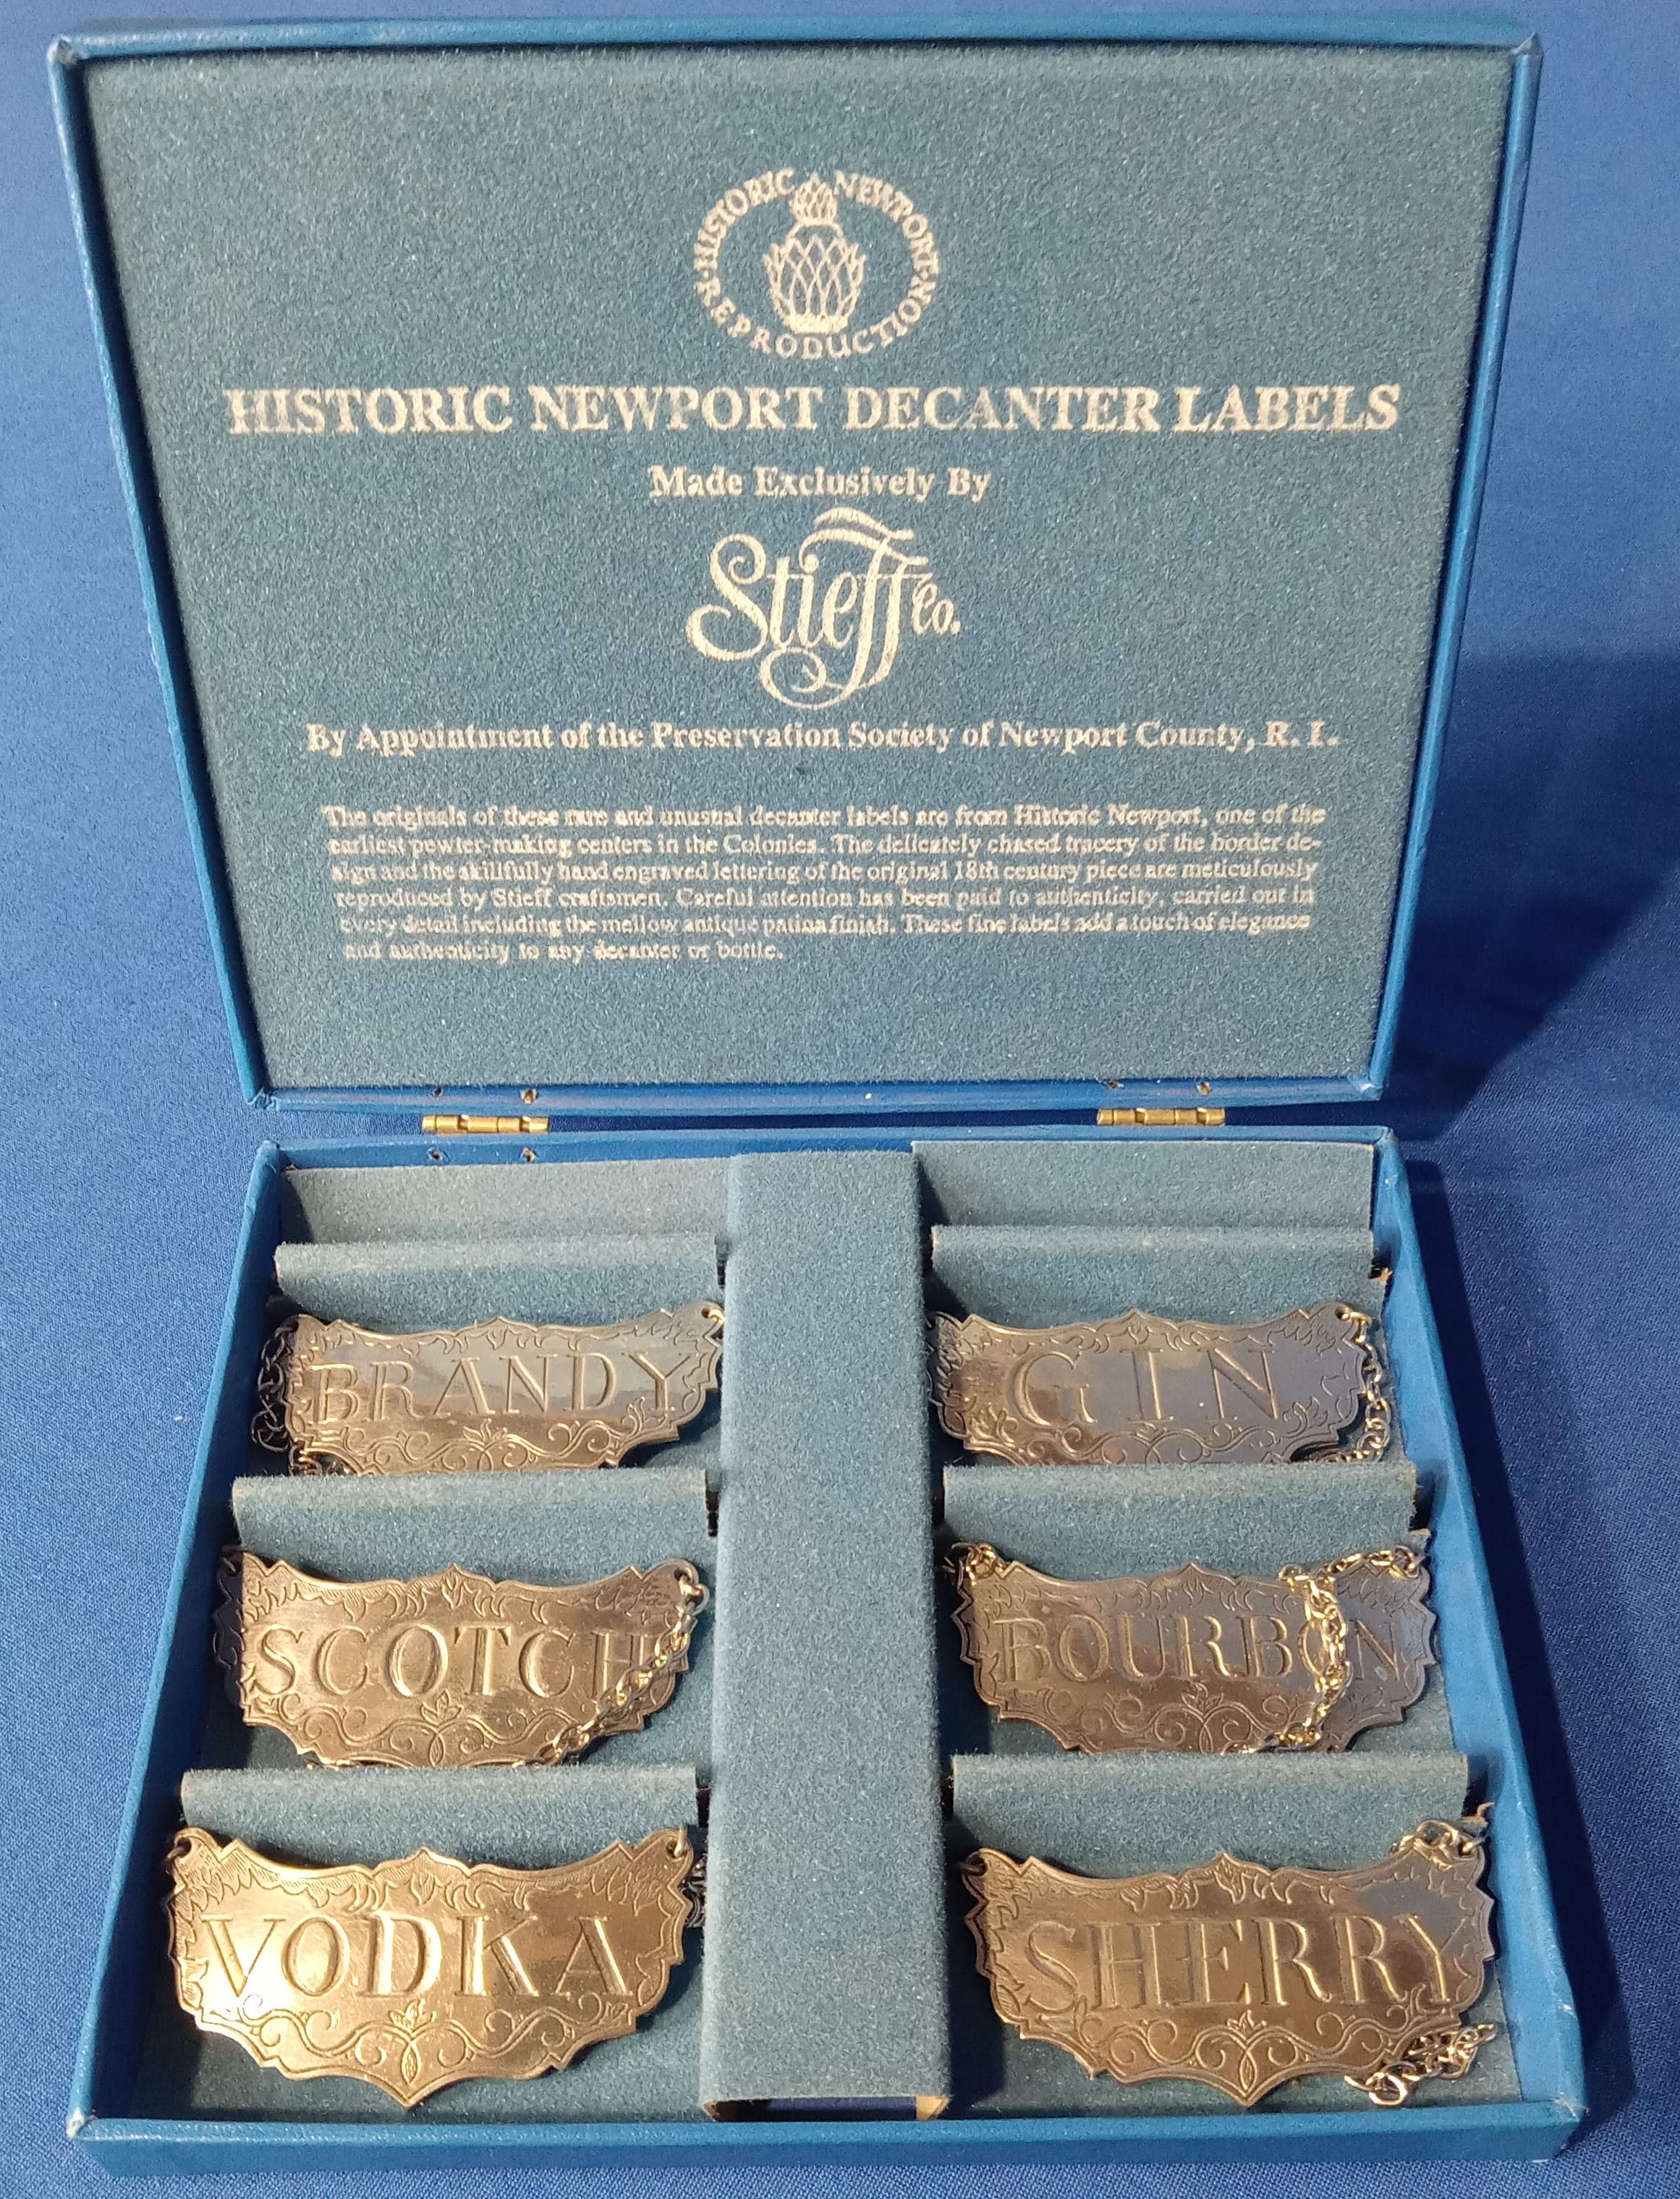 HISTORIC NEWPORT
REPRODUCTION
HISTORIC NEWPORT DECANTER LABELS
Made Exclusively By
Stieff Co.
By Appointment of the Preservation Society of Newport County, R. I.
The originals of these rare and unusual decanter labels are from Historic Newport, one of the
earliest pewter-making centers in the Colonies. The delicately chased tracery of the border de-
sign and the skillfully hand engraved lettering of the original 18th century piece are meticulously
reproduced by Stieff craftsmen. Careful attention has been paid to authenticity, carried out in
every detail including the mellow antique patina finish. These fine labels add a touch of elegance
and authenticity to any decanter or bottle.
BRANDY
GIN
SCOTCH
BOURBON
VODKA
SHERRY